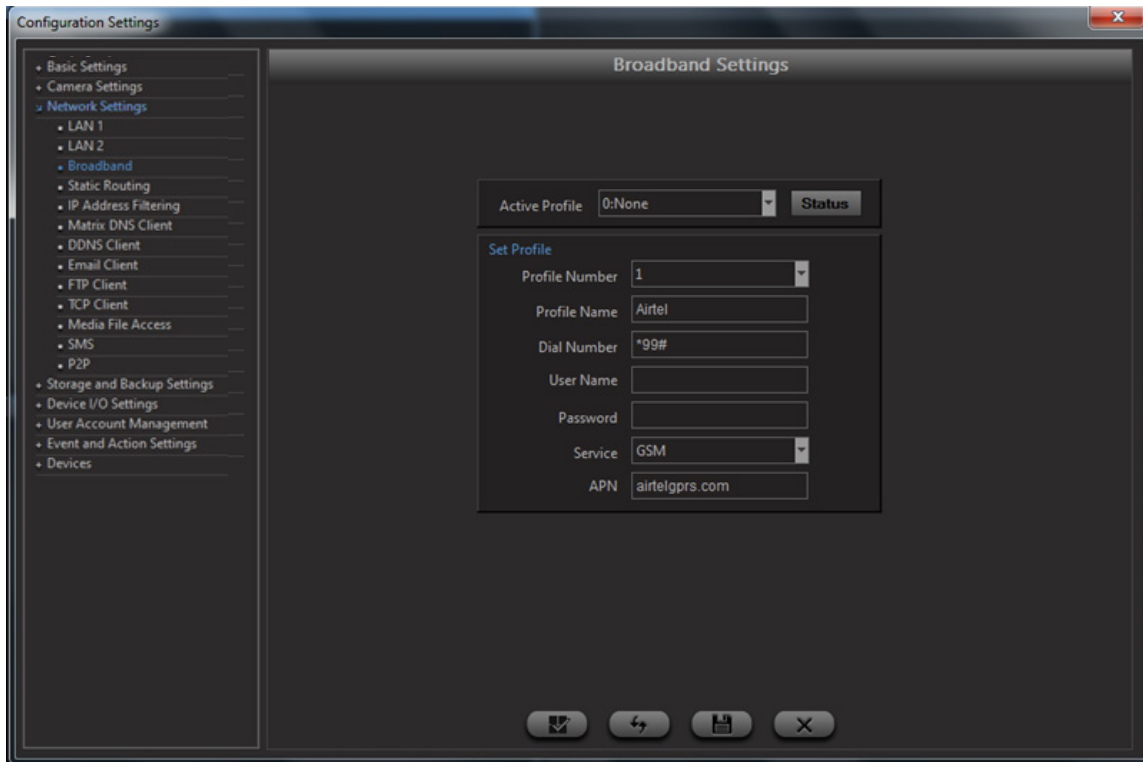 Configuration Settings
Basic Settings
Camera Settings
Network Settings
LAN 1
LAN 2
Broadband
Static Routing
IP Address Filtering
Matrix DNS Client
DDNS Client
Email Client
FTP Client
TCP Client
Media File Access
SMS
P2P
Storage and Backup Settings
Device I/O Settings
User Account Management
Event and Action Settings
Devices
Broadband Settings
Active Profile 0:None Status
Set Profile
Profile Number 1
Profile Name Airtel
Dial Number *99#
User Name
Password
Service GSM
APN airtelgprs.com